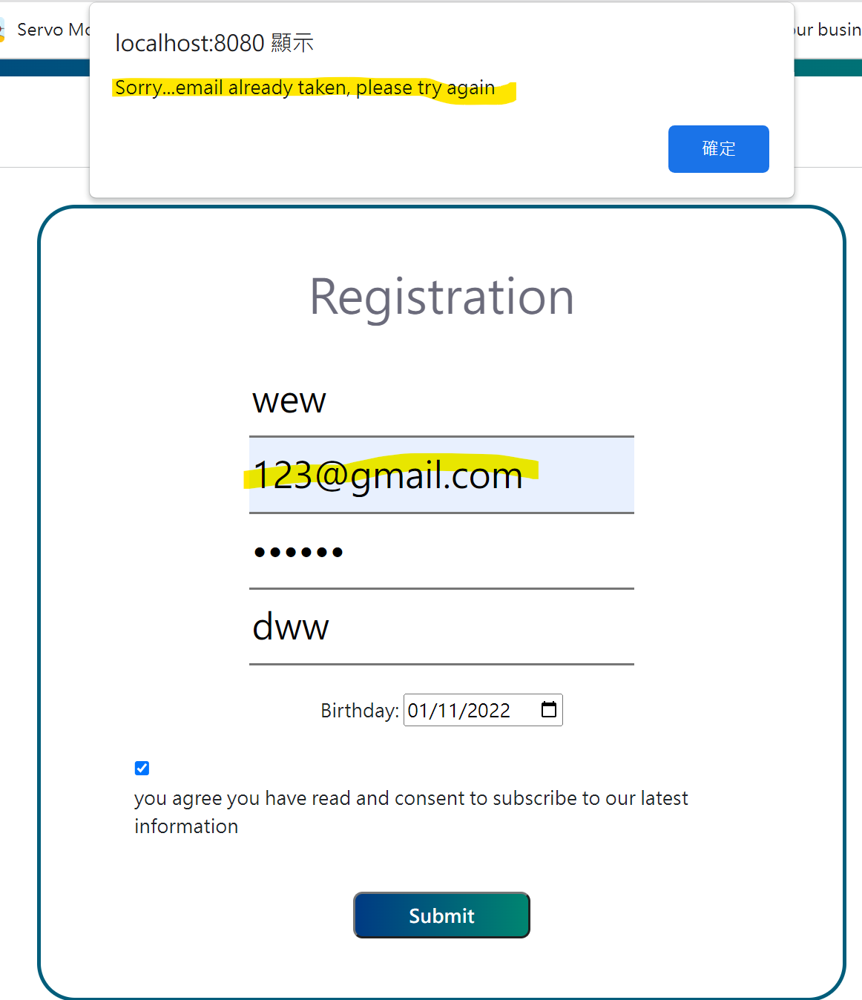 Servo Mo
localhost:8080 顯示
our busin
Sorry...email already taken, please try again
確定
Registration
wew
123@gmail.com
••••••
dww
Birthday: 01/11/2022
you agree you have read and consent to subscribe to our latest
information
Submit